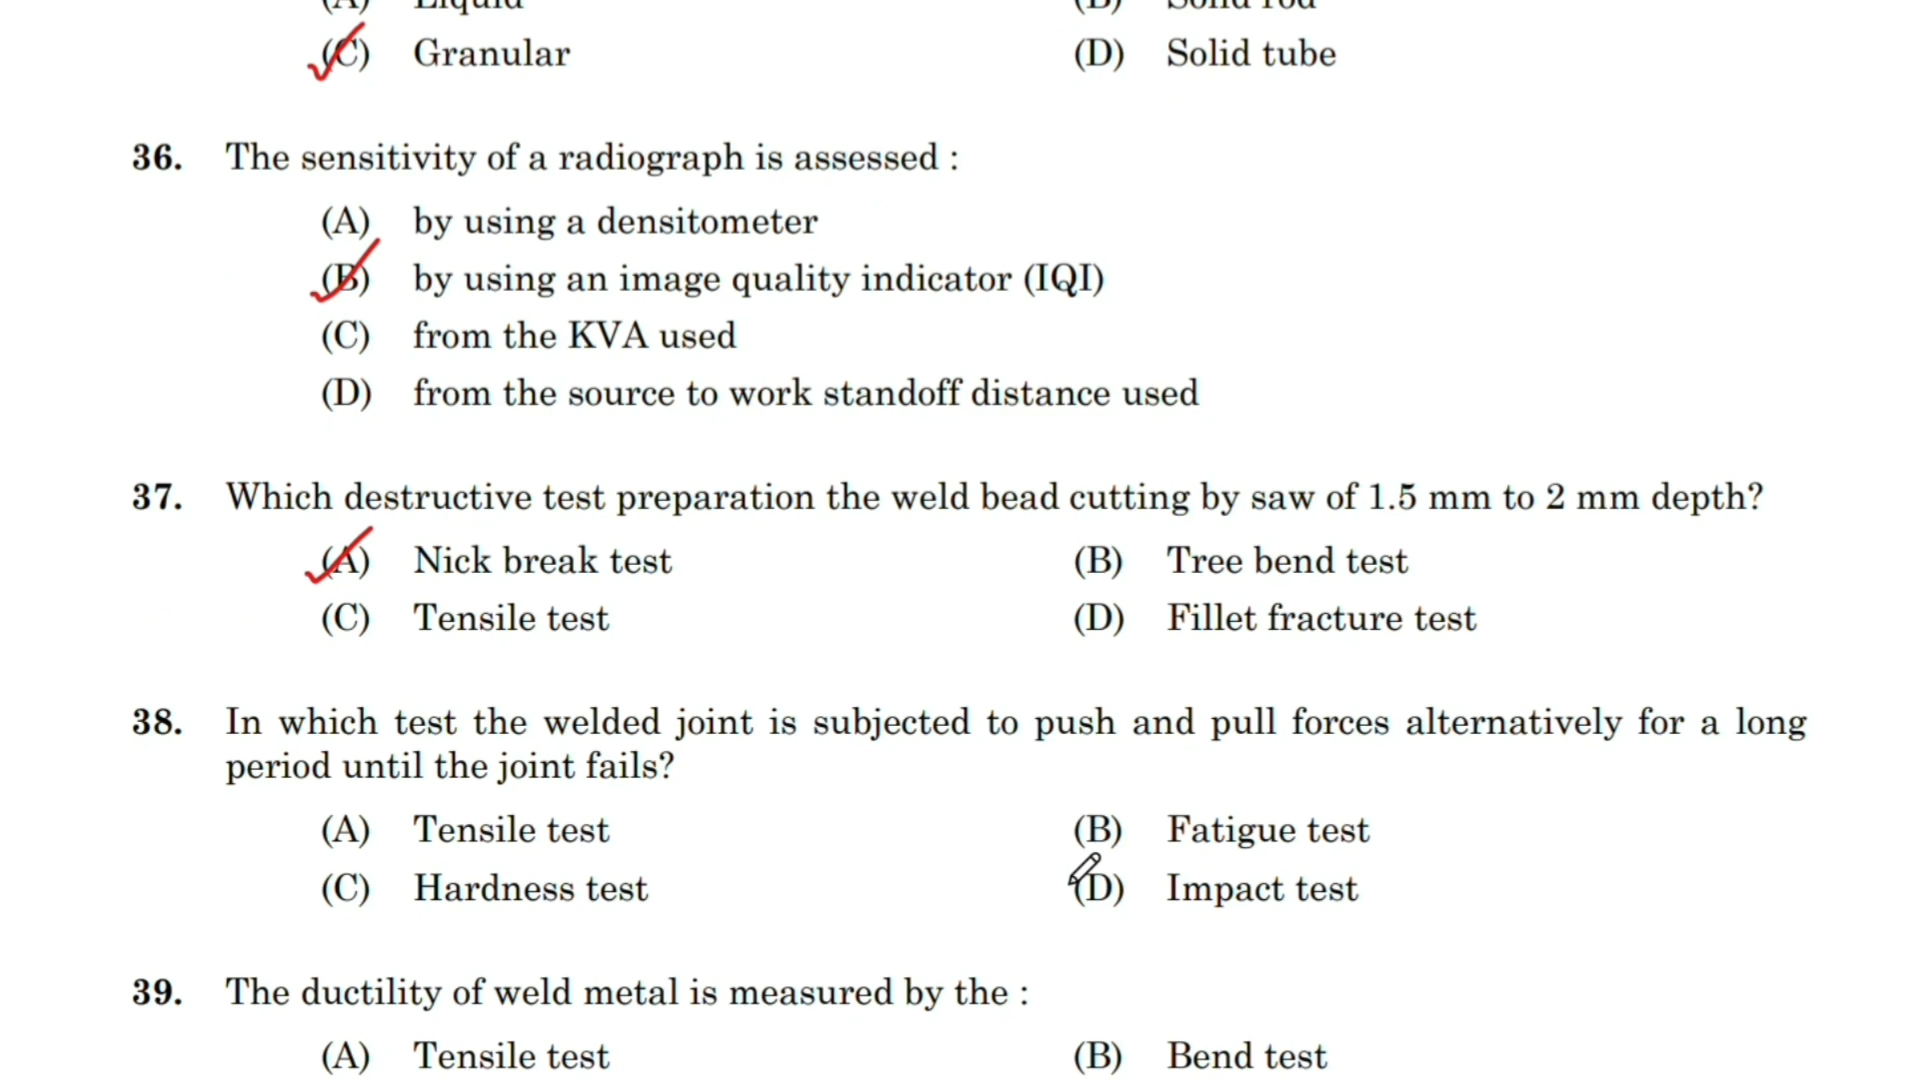 (C) Granular (D) Solid tube
36. The sensitivity of a radiograph is assessed :
(A) by using a densitometer
(B) by using an image quality indicator (IQI)
(C) from the KVA used
(D) from the source to work standoff distance used
37. Which destructive test preparation the weld bead cutting by saw of 1.5 mm to 2 mm depth?
(A) Nick break test (B) Tree bend test
(C) Tensile test (D) Fillet fracture test
38. In which test the welded joint is subjected to push and pull forces alternatively for a long
period until the joint fails?
(A) Tensile test (B) Fatigue test
(C) Hardness test (D) Impact test
39. The ductility of weld metal is measured by the :
(A) Tensile test (B) Bend test